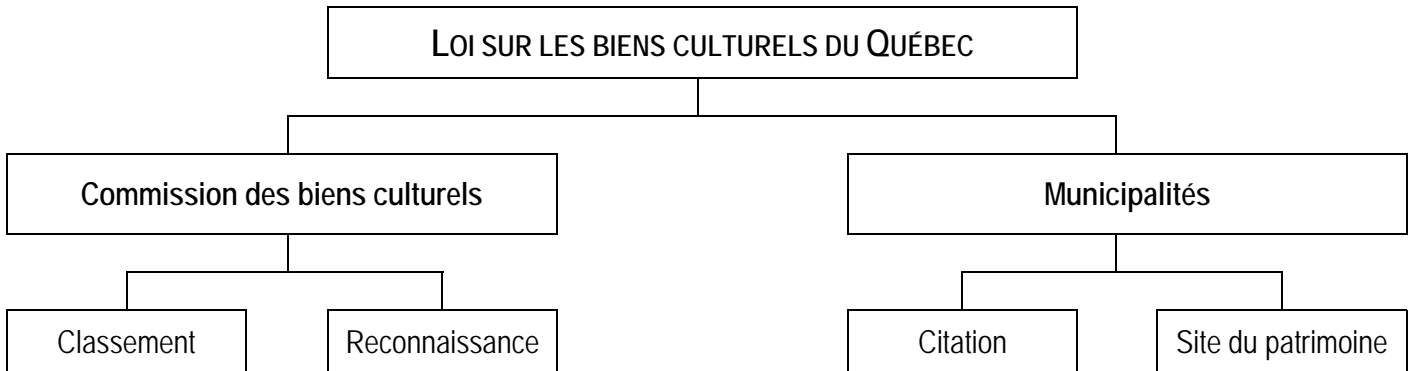 LOI SUR LES BIENS CULTURELS DU QUÉBEC
Commission des biens culturels
Municipalités
Classement
Reconnaissance
Citation
Site du patrimoine